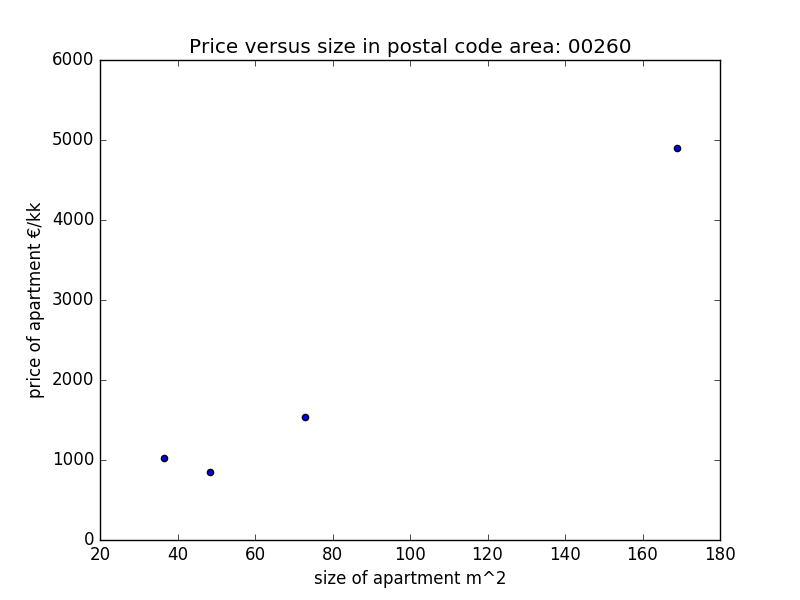 Price versus size in postal code area: 00260
6000
5000
4000
3000
2000
1000
0
price of apartment €/kk
20 40 60 80 100 120 140 160 180
size of apartment m^2